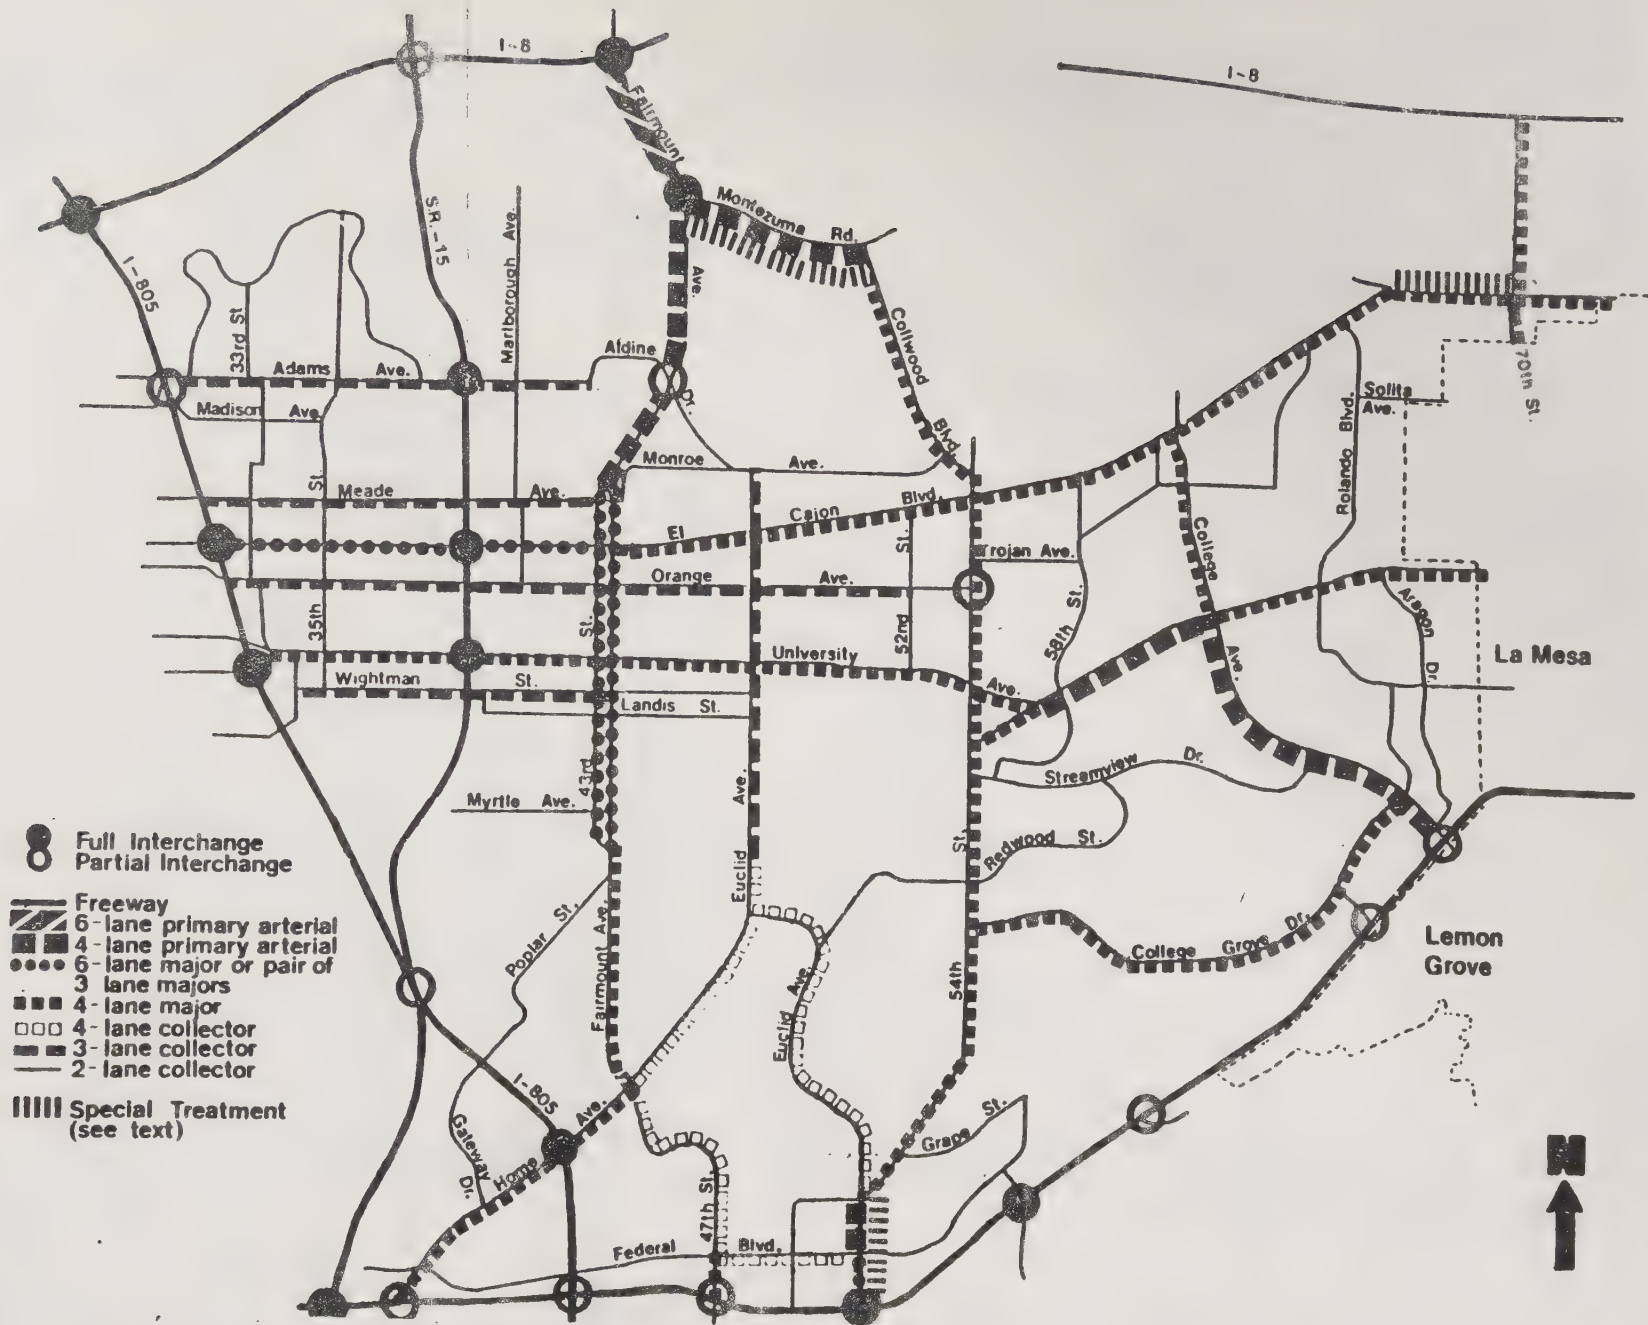 I-8
I-8
Fairmount
Ave.
Montezuma Rd.
S.R.-15
Marlborough Ave.
I-805
33rd St
Collwood
Blvd.
Adams Ave.
Aldine
Dr.
Madison Ave.
70th St.
Solita
Ave.
Rolando Blvd.
Monroe Ave.
Meade Ave.
35th St.
El Cajon Blvd.
College
Ave.
Trojan Ave.
Orange Ave.
52nd St.
58th St.
Aragon Dr.
University Ave.
La Mesa
Wightman St.
Landis St.
43rd St.
Euclid Ave.
Streamview Dr.
Myrtle Ave.
Redwood St.
54th St.
Poplar St.
Fairmount Ave.
Euclid Ave.
College Grove Dr.
Lemon
Grove
I-805
Home Ave.
Gateway
Dr.
47th St.
Grape St.
Federal Blvd.
Full Interchange
Partial Interchange
Freeway
6-lane primary arterial
4-lane primary arterial
6-lane major or pair of
3 lane majors
4-lane major
4-lane collector
3-lane collector
2-lane collector
Special Treatment
(see text)
N